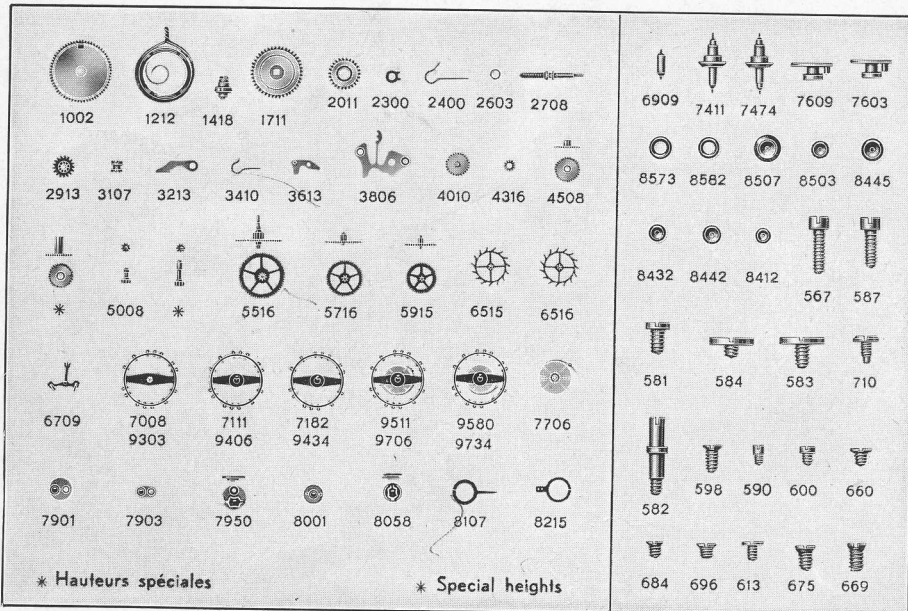 1002 1212 1418 1711 2011 2300 2400 2603 2708
2913 3107 3213 3410 3613 3806 4010 4316 4508
* 5008 * 5516 5716 5915 6515 6516
6709 7008 7111 7182 9511 9580 7706
9303 9406 9434 9706 9734
7901 7903 7950 8001 8058 8107 8215
* Hauteurs spéciales * Special heights
6909 7411 7474 7609 7603
8573 8582 8507 8503 8445
8432 8442 8412 567 587
581 584 583 710
582 598 590 600 660
684 696 613 675 669